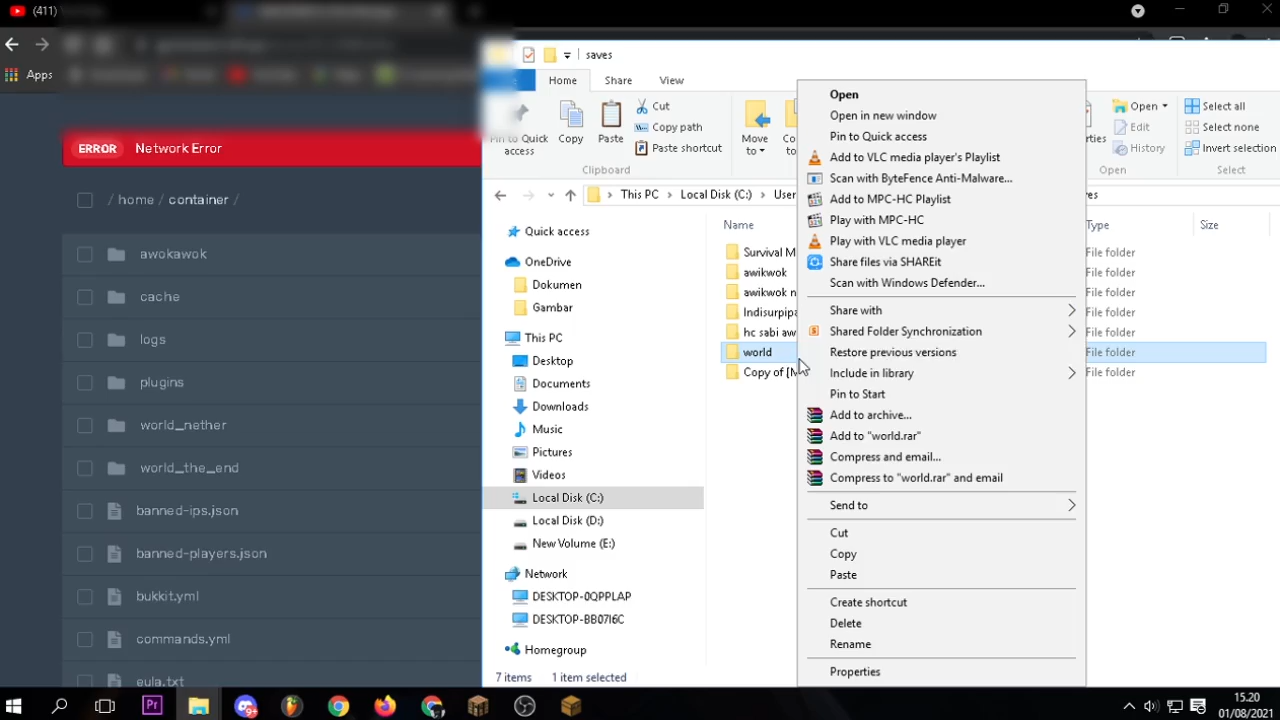 (411)
Apps
ERROR Network Error
/ home / container /
awokawok
cache
logs
plugins
world_nether
world_the_end
banned-ips.json
banned-players.json
bukkit.yml
commands.yml
eula.txt
saves
Home Share View
Pin to Quick access
Copy
Paste
Cut
Copy path
Paste shortcut
Clipboard
Move to
Open
Edit
History
Open
Select all
Select none
Invert selection
Select
This PC Local Disk (C:)
Name Type Size
Quick access
OneDrive
Dokumen
Gambar
This PC
Desktop
Documents
Downloads
Music
Pictures
Videos
Local Disk (C:)
Local Disk (D:)
New Volume (E:)
Network
DESKTOP-0QPPLAP
DESKTOP-BB07I6C
Homegroup
Survival M File folder
awikwok File folder
awikwok n File folder
Indisurpipa File folder
hc sabi aw File folder
world File folder
Copy of [M File folder
Open
Open in new window
Pin to Quick access
Add to VLC media player's Playlist
Scan with ByteFence Anti-Malware...
Add to MPC-HC Playlist
Play with MPC-HC
Play with VLC media player
Share files via SHAREit
Scan with Windows Defender...
Share with
Shared Folder Synchronization
Restore previous versions
Include in library
Pin to Start
Add to archive...
Add to "world.rar"
Compress and email...
Compress to "world.rar" and email
Send to
Cut
Copy
Paste
Create shortcut
Delete
Rename
Properties
7 items 1 item selected
15.20
01/08/2021